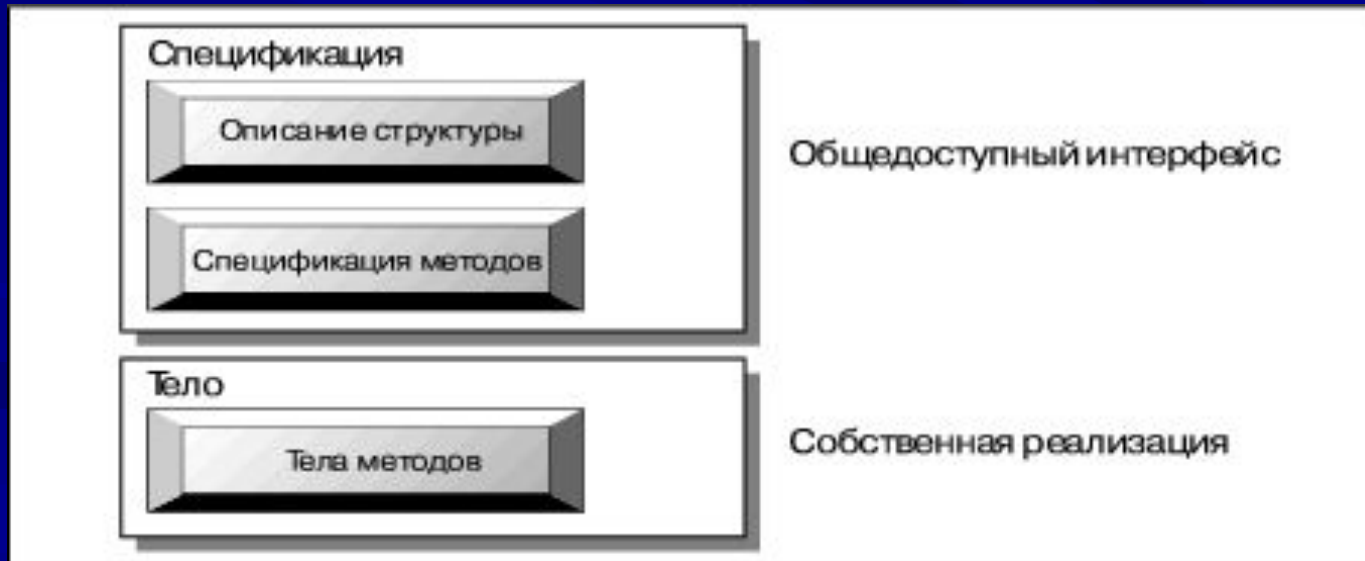 Спецификация
Описание структуры
Общедоступный интерфейс
Спецификация методов
Тело
Собственная реализация
Тела методов